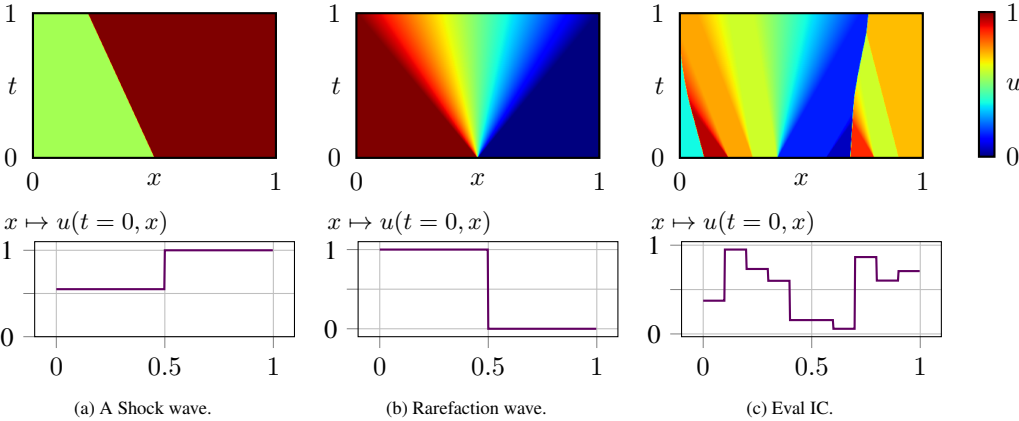 1 1 1 1
t t t u
0 0 0 0
0 x 1 0 x 1 0 x 1
x ↦ u(t = 0, x) x ↦ u(t = 0, x) x ↦ u(t = 0, x)
1 1 1
0 0 0
0 0.5 1 0 0.5 1 0 0.5 1
(a) A Shock wave. (b) Rarefaction wave. (c) Eval IC.